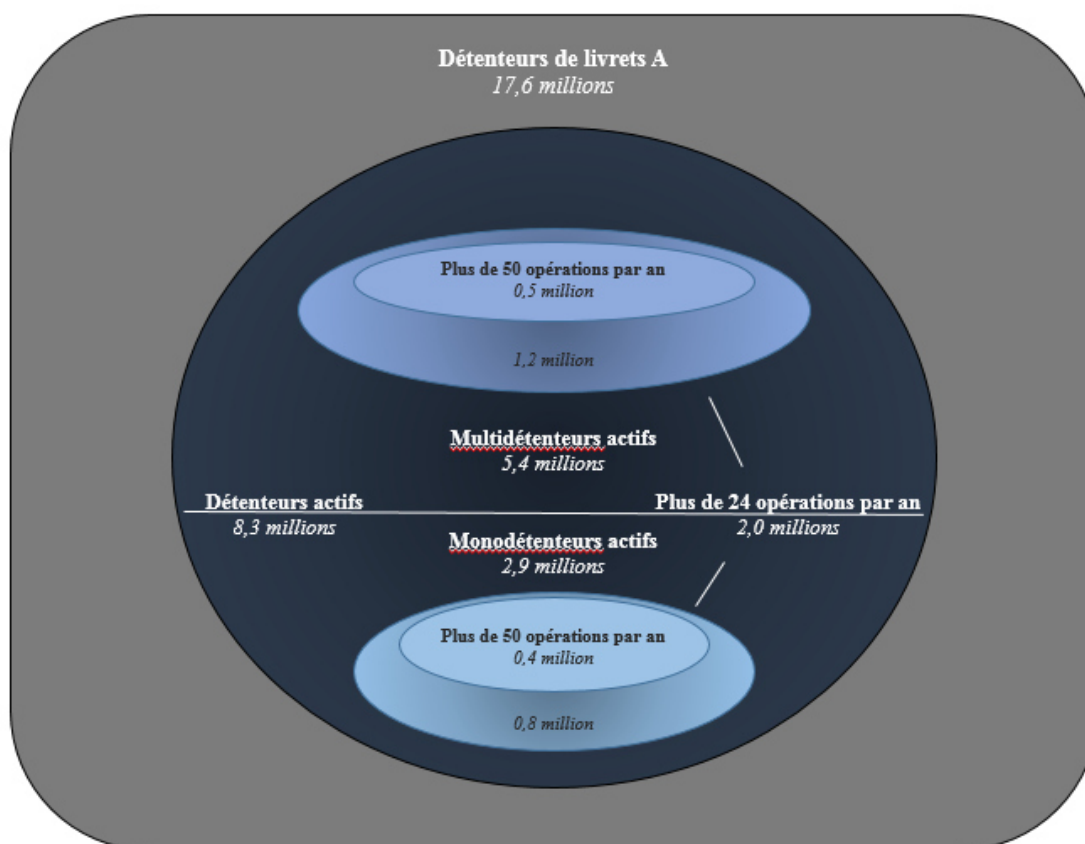 Détenteurs de livrets A
17,6 millions
Plus de 50 opérations par an
0,5 million
1,2 million
Multidétenteurs actifs
5,4 millions
Détenteurs actifs
8,3 millions
Plus de 24 opérations par an
2,0 millions
Monodétenteurs actifs
2,9 millions
Plus de 50 opérations par an
0,4 million
0,8 million